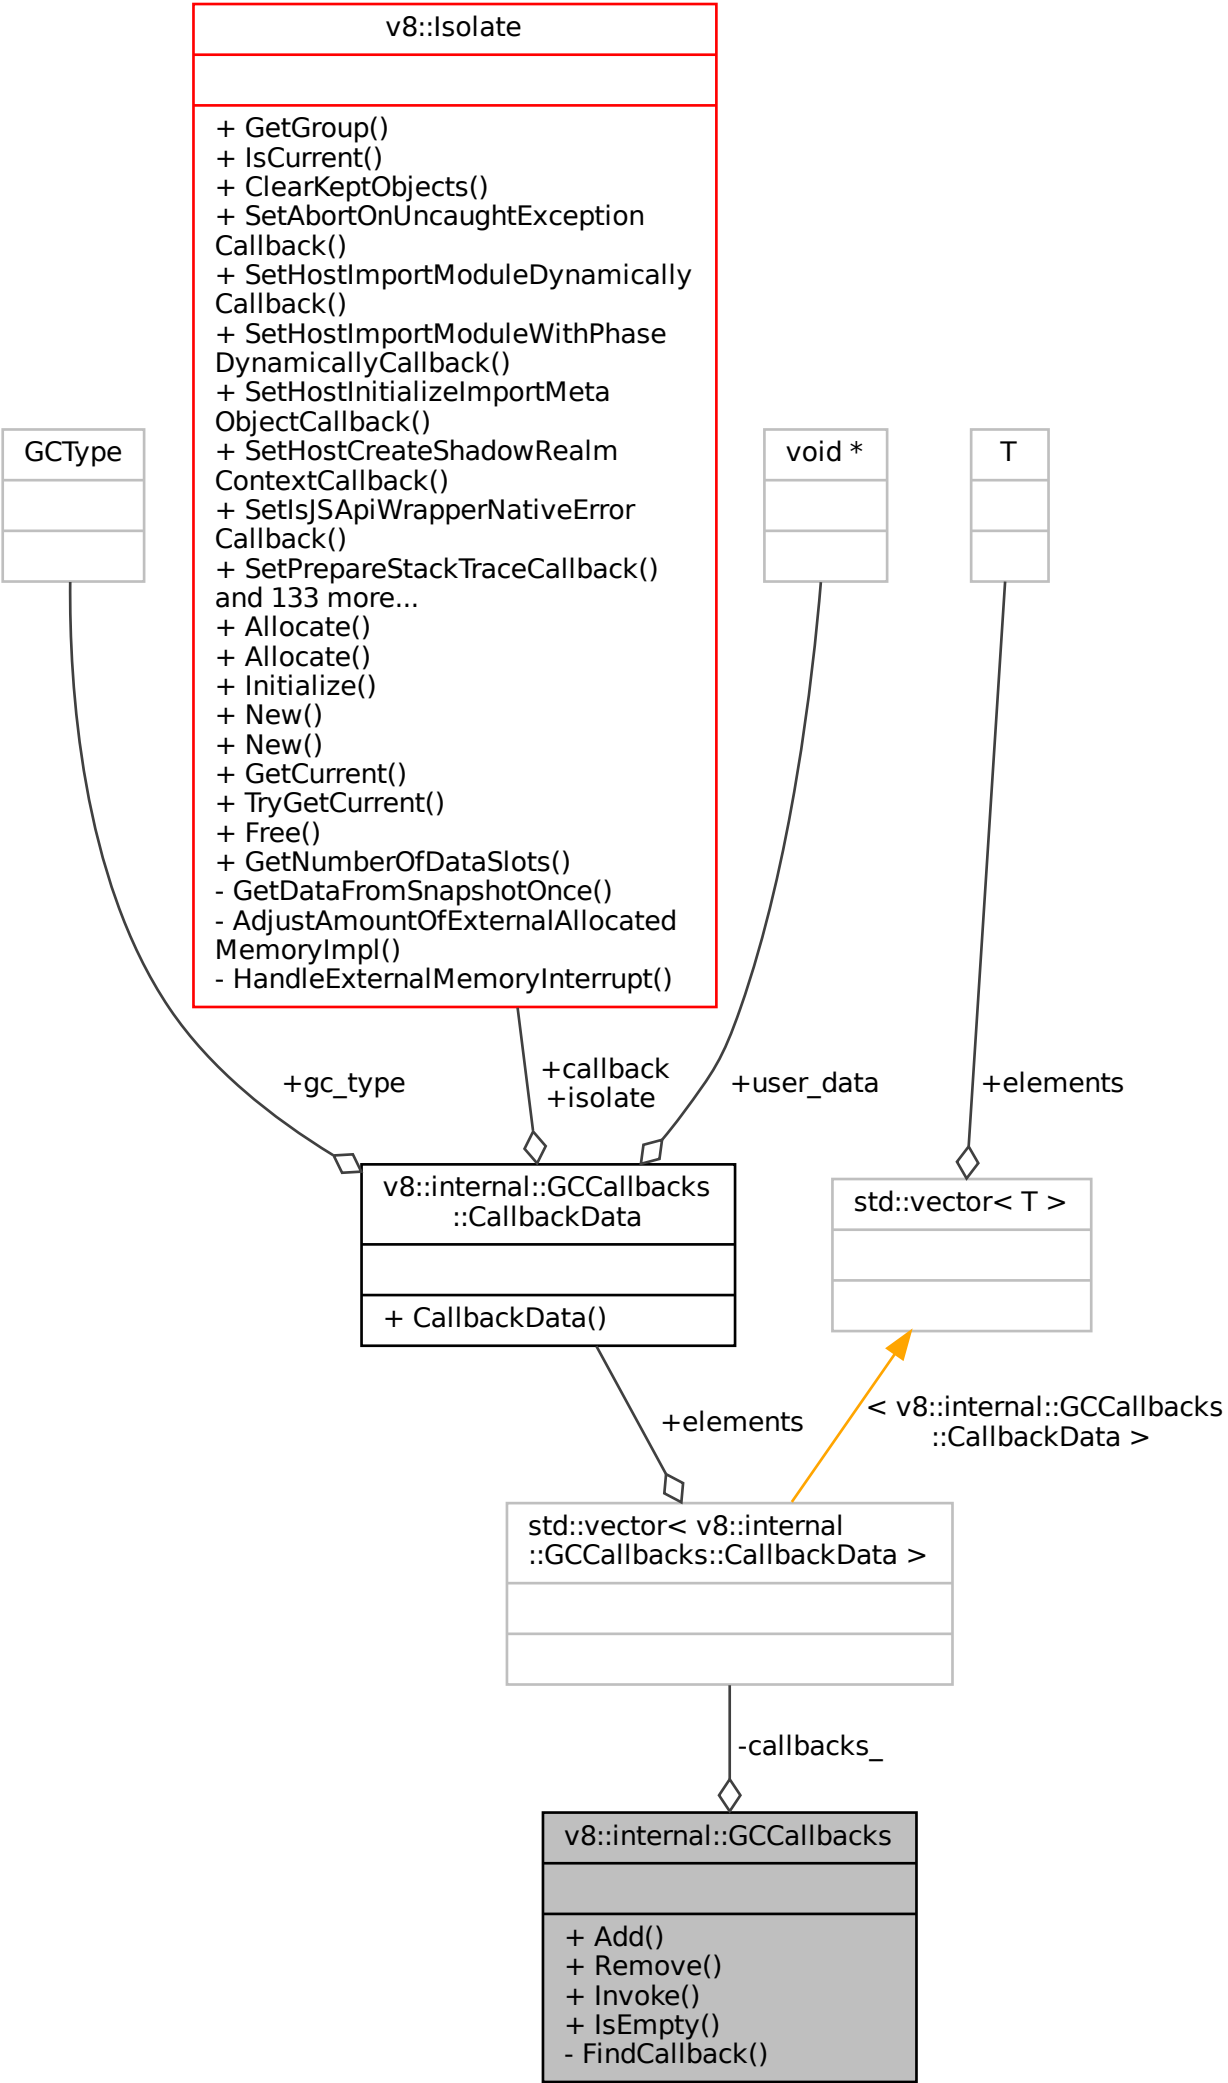 v8::Isolate
+ GetGroup()
+ IsCurrent()
+ ClearKeptObjects()
+ SetAbortOnUncaughtException
Callback()
+ SetHostImportModuleDynamically
Callback()
+ SetHostImportModuleWithPhase
DynamicallyCallback()
+ SetHostInitializeImportMeta
ObjectCallback()
+ SetHostCreateShadowRealm
ContextCallback()
+ SetIsJSApiWrapperNativeError
Callback()
+ SetPrepareStackTraceCallback()
and 133 more...
+ Allocate()
+ Allocate()
+ Initialize()
+ New()
+ New()
+ GetCurrent()
+ TryGetCurrent()
+ Free()
+ GetNumberOfDataSlots()
- GetDataFromSnapshotOnce()
- AdjustAmountOfExternalAllocated
MemoryImpl()
- HandleExternalMemoryInterrupt()
GCType
void *
T
+gc_type
+callback
+isolate
+user_data
+elements
v8::internal::GCCallbacks
::CallbackData
+ CallbackData()
std::vector< T >
+elements
< v8::internal::GCCallbacks
::CallbackData >
std::vector< v8::internal
::GCCallbacks::CallbackData >
-callbacks_
v8::internal::GCCallbacks
+ Add()
+ Remove()
+ Invoke()
+ IsEmpty()
- FindCallback()